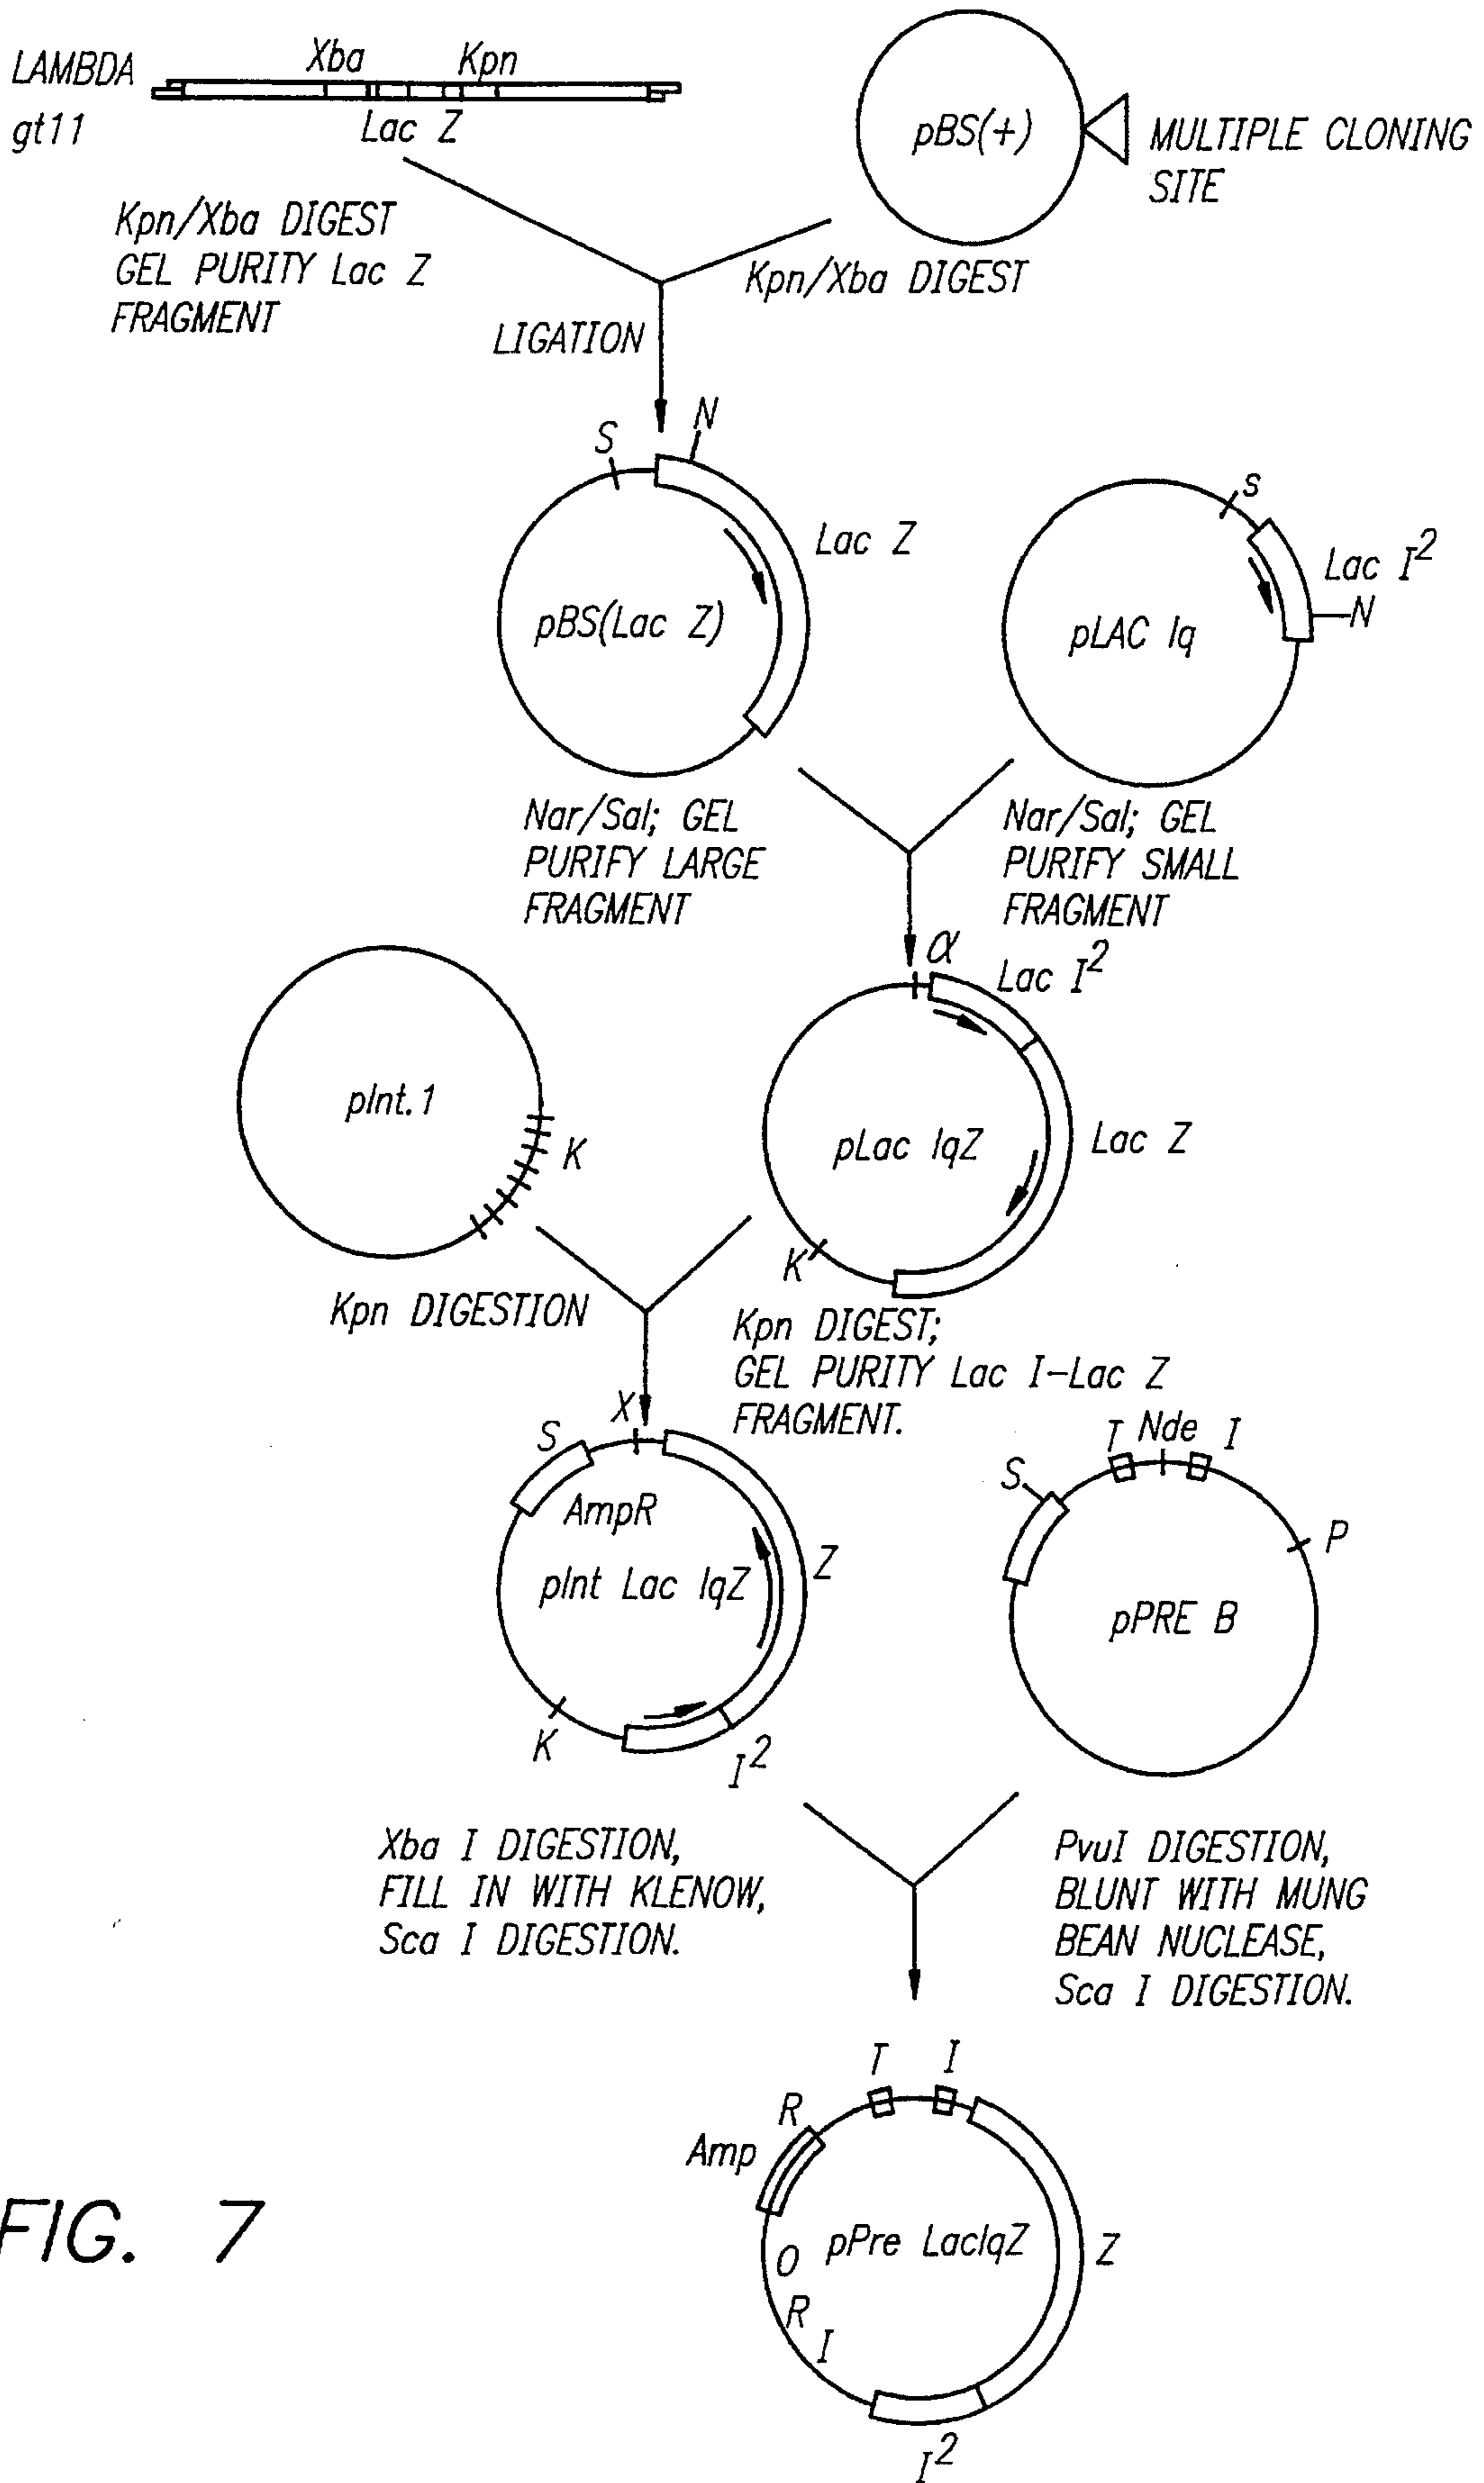 LAMBDA
gt11
Xba
Kpn
Lac Z
pBS(+)
MULTIPLE CLONING
SITE
Kpn/Xba DIGEST
GEL PURITY Lac Z
FRAGMENT
Kpn/Xba DIGEST
LIGATION
S
N
Lac Z
pBS(Lac Z)
s
Lac I²
N
pLAC Iq
Nar/Sal; GEL
PURIFY LARGE
FRAGMENT
Nar/Sal; GEL
PURIFY SMALL
FRAGMENT
α
Lac I²
pInt.1
K
pLac IqZ
Lac Z
K
Kpn DIGESTION
Kpn DIGEST;
GEL PURITY Lac I-Lac Z
FRAGMENT.
S
X
AmpR
pInt Lac IqZ
Z
K
I²
S
T
Nde
I
P
pPRE B
Xba I DIGESTION,
FILL IN WITH KLENOW,
Sca I DIGESTION.
PvuI DIGESTION,
BLUNT WITH MUNG
BEAN NUCLEASE,
Sca I DIGESTION.
T
I
R
Amp
O
R
I
pPre LacIqZ
Z
I²
FIG. 7